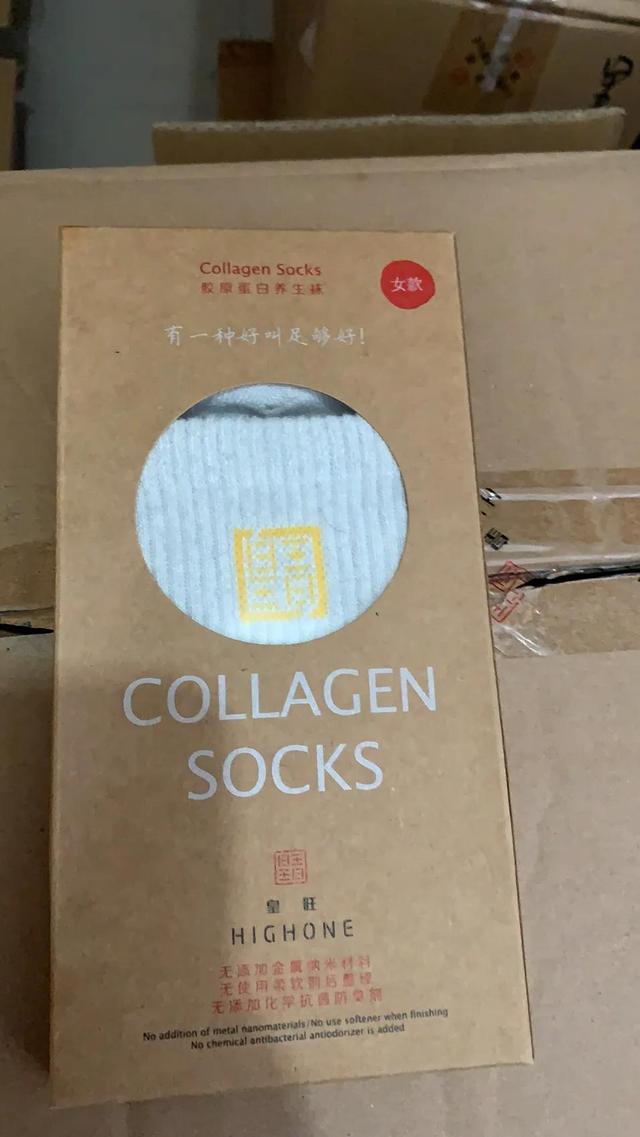 Collagen Socks
胶原蛋白养生袜
女款
有一种好叫足够好!
COLLAGEN
SOCKS
皇旺
HIGHONE
无添加金属纳米材料
无使用柔软剂后整理
无添加化学抗菌防臭剂
No addition of metal nanomaterials/No use softener when finishing
No chemical antibacterial antiodorizer is added